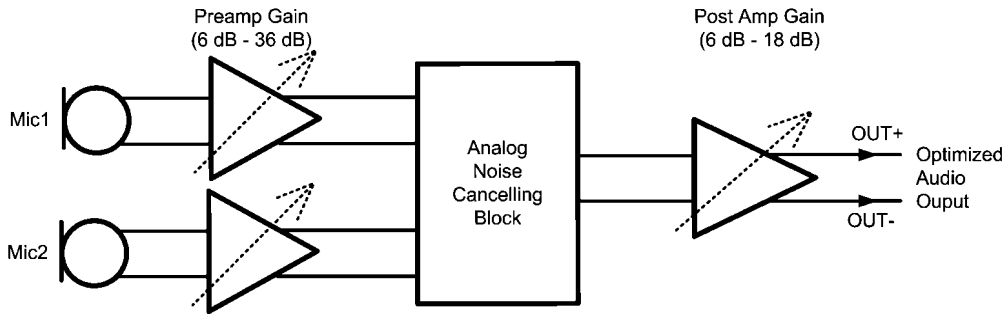 Preamp Gain
(6 dB - 36 dB)
Post Amp Gain
(6 dB - 18 dB)
Mic1
Mic2
Analog
Noise
Cancelling
Block
OUT+
OUT-
Optimized
Audio
Ouput